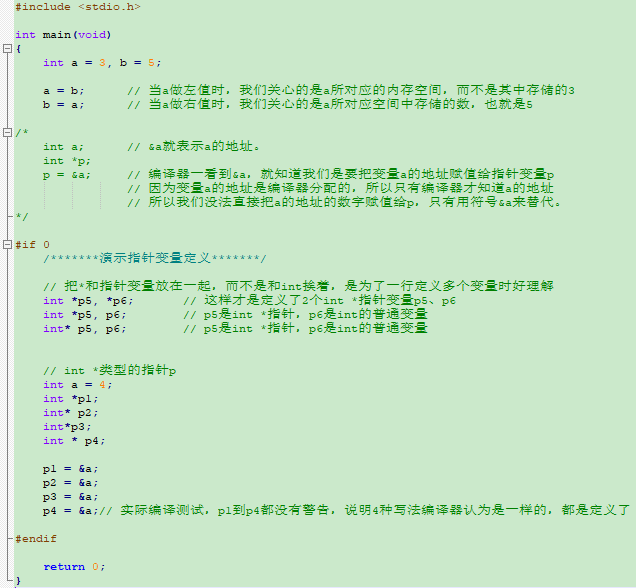 #include <stdio.h>
int main(void)
{
int a = 3, b = 5;
a = b; // 当a做左值时，我们关心的是a所对应的内存空间，而不是其中存储的3
b = a; // 当a做右值时，我们关心的是a所对应空间中存储的数，也就是5
/*
int a; // &a就表示a的地址。
int *p;
p = &a; // 编译器一看到&a，就知道我们是要把变量a的地址赋值给指针变量p
// 因为变量a的地址是编译器分配的，所以只有编译器才知道a的地址
// 所以我们没法直接把a的地址的数字赋值给p，只有用符号&a来替代。
*/
#if 0
/*******演示指针变量定义*******/
// 把*和指针变量放在一起，而不是和int挨着，是为了一行定义多个变量时好理解
int *p5, *p6; // 这样才是定义了2个int *指针变量p5、p6
int *p5, p6; // p5是int *指针，p6是int的普通变量
int* p5, p6; // p5是int *指针，p6是int的普通变量
// int *类型的指针p
int a = 4;
int *p1;
int* p2;
int*p3;
int * p4;
p1 = &a;
p2 = &a;
p3 = &a;
p4 = &a;// 实际编译测试，p1到p4都没有警告，说明4种写法编译器认为是一样的，都是定义了
#endif
return 0;
}